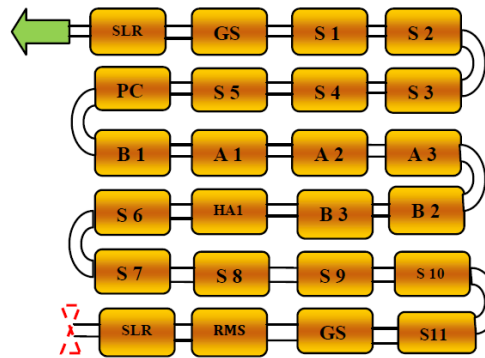 SLR GS S 1 S 2
PC S 5 S 4 S 3
B 1 A 1 A 2 A 3
S 6 HA1 B 3 B 2
S 7 S 8 S 9 S 10
SLR RMS GS S11